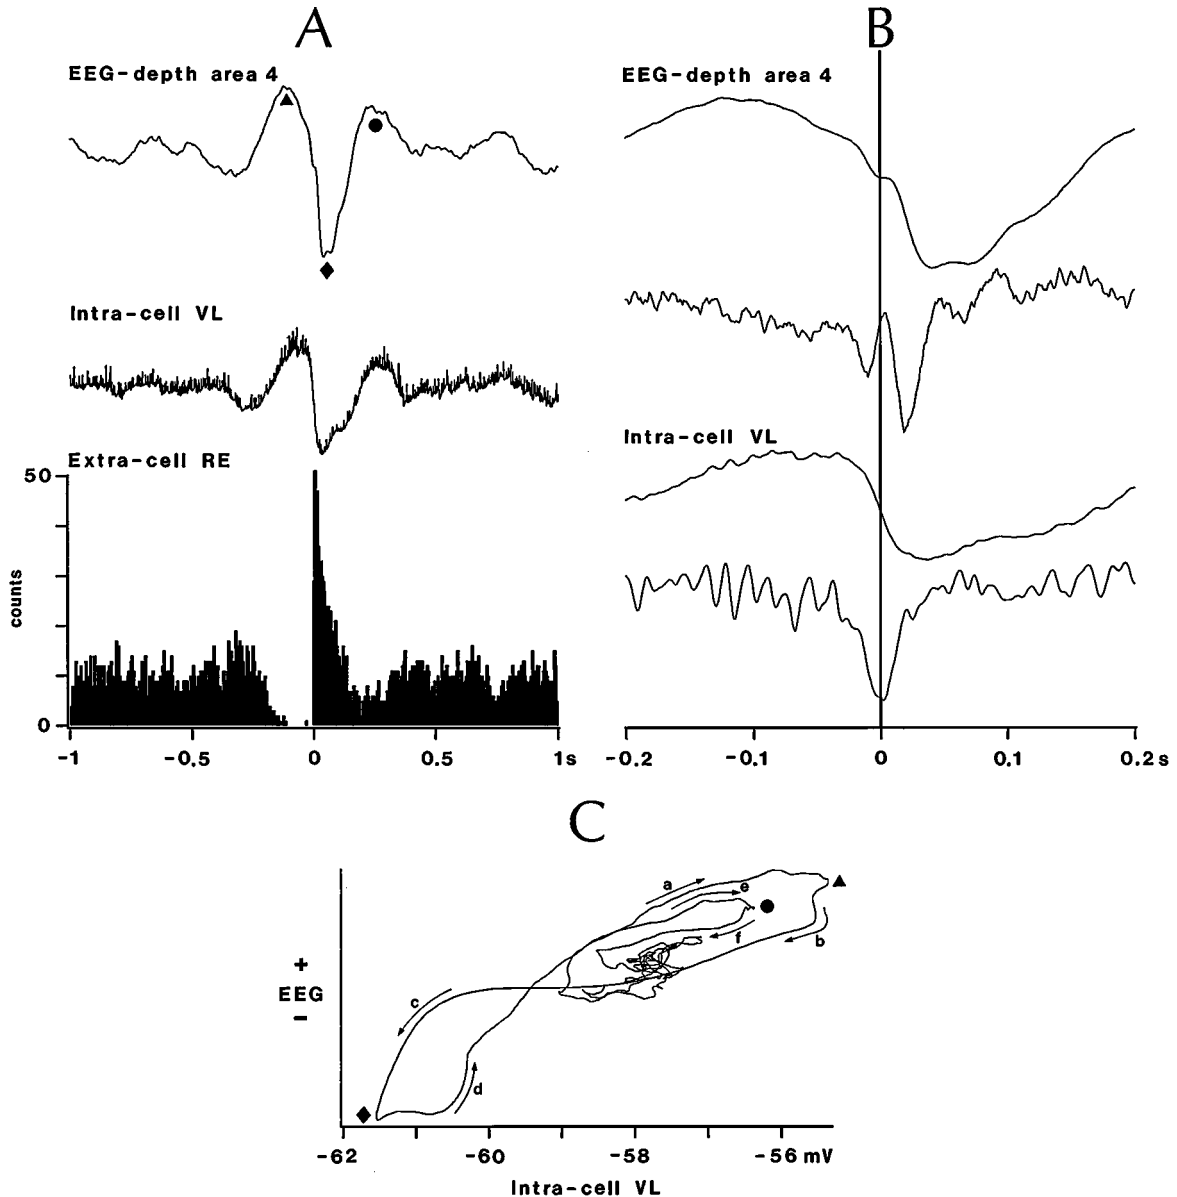 A
EEG-depth area 4
Intra-cell VL
Extra-cell RE
50
counts
0
-1 -0.5 0 0.5 1s
B
EEG-depth area 4
Intra-cell VL
-0.2 -0.1 0 0.1 0.2s
C
a
e
b
f
c
d
+
EEG
−
-62 -60 -58 -56 mV
Intra-cell VL